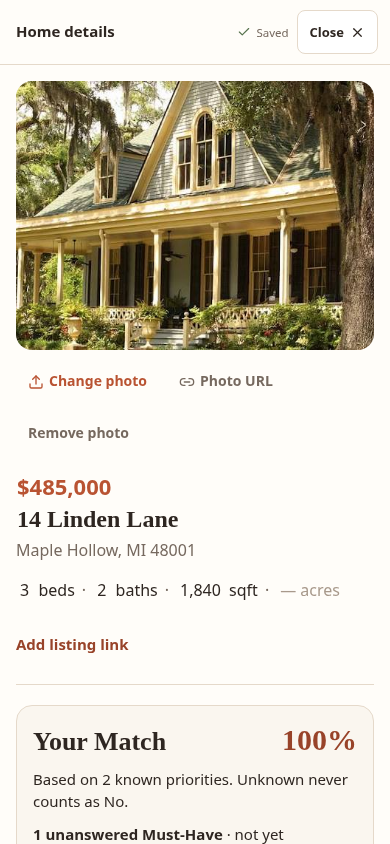 Home details
Saved
Close
Change photo
Photo URL
Remove photo
$485,000
14 Linden Lane
Maple Hollow, MI 48001
3 beds · 2 baths · 1,840 sqft · — acres
Add listing link
Your Match 100%
Based on 2 known priorities. Unknown never
counts as No.
1 unanswered Must-Have · not yet